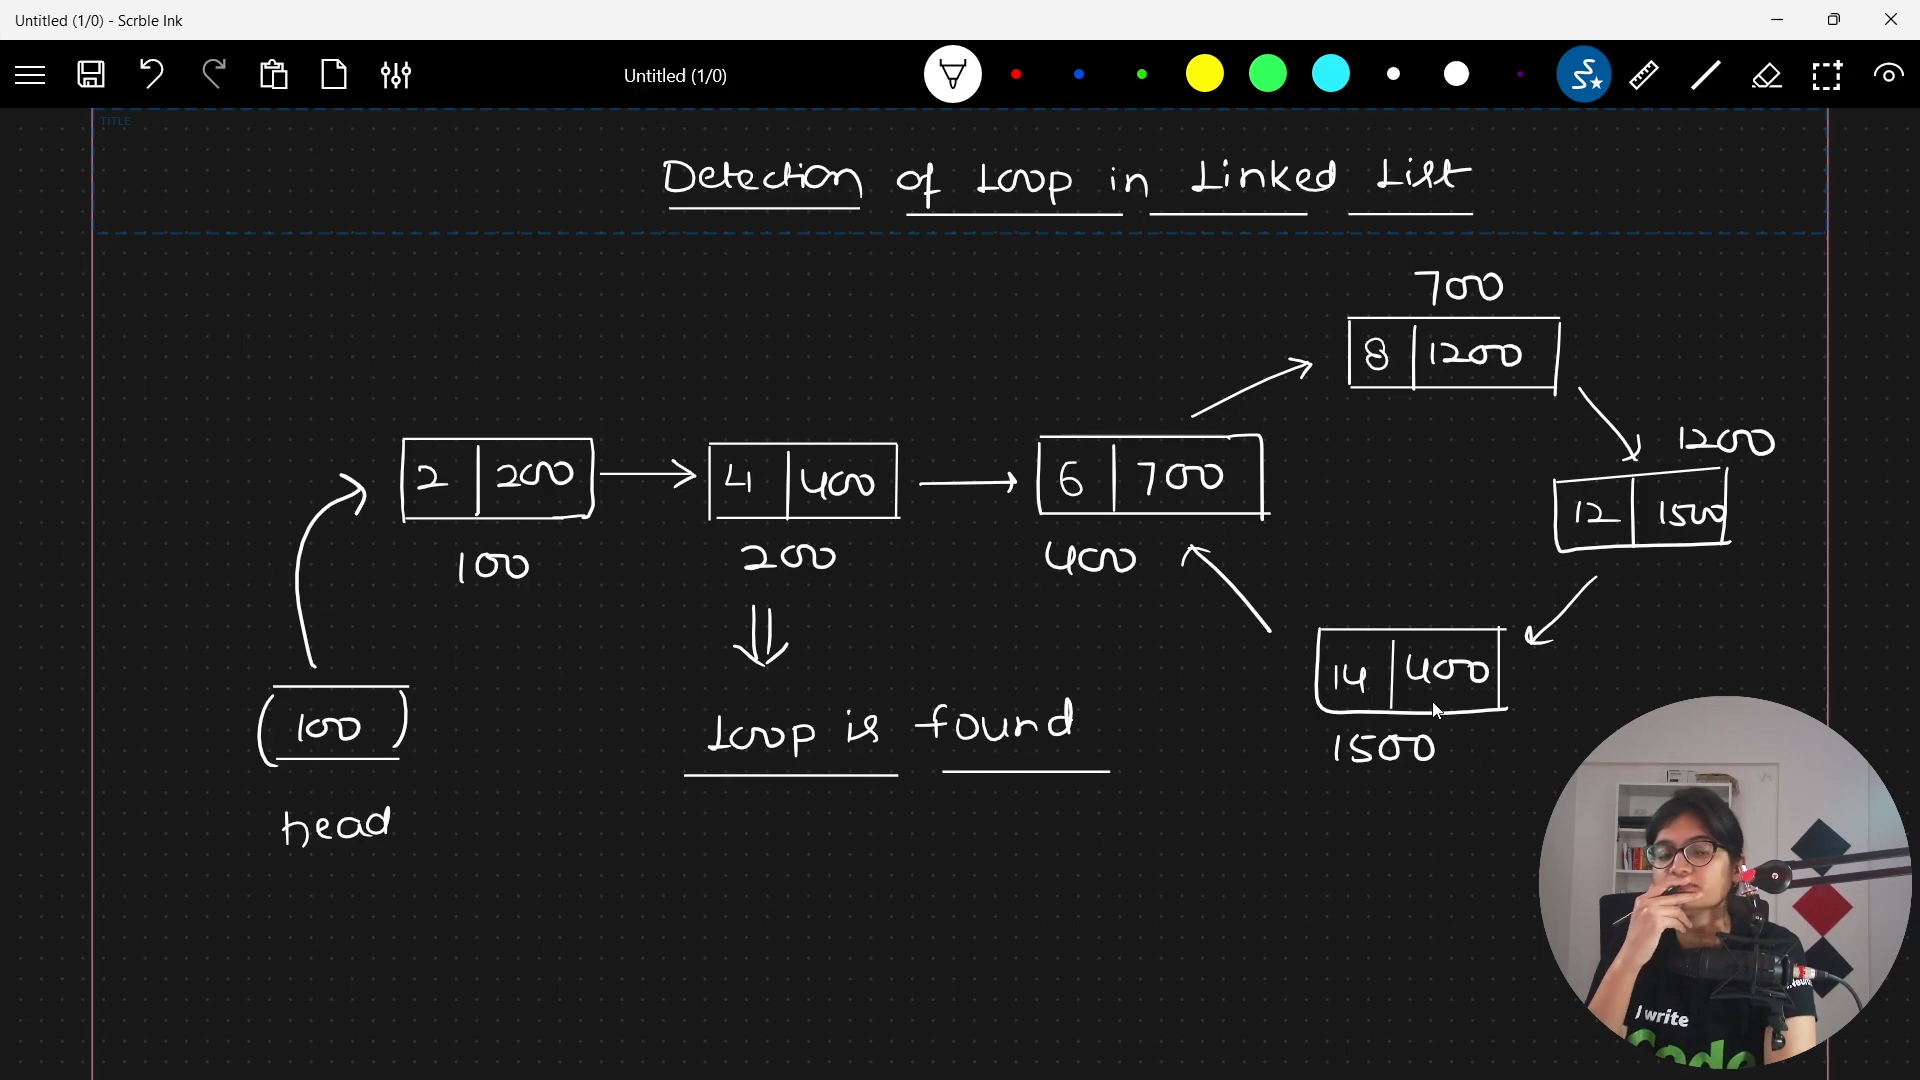 Untitled (1/0) - Scrble Ink
Untitled (1/0)
TITLE
Detection of Loop in Linked List
700
8 1200
1200
2 200
4 400
6 700
12 1500
100
200
400
14 400
1500
100
Loop is found
head
I write
Code